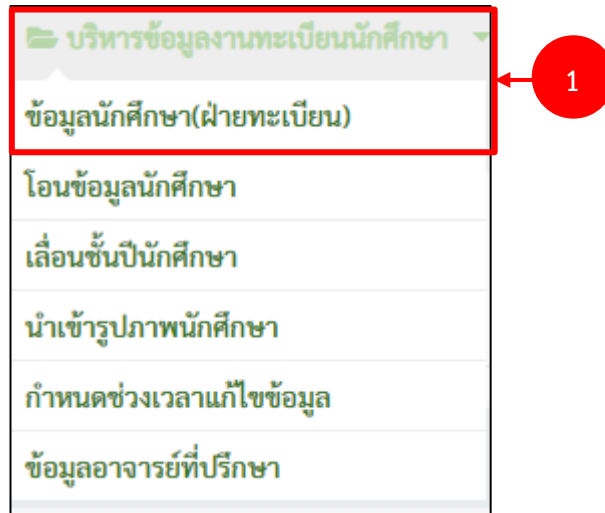 บริหารข้อมูลงานทะเบียนนักศึกษา
1
ข้อมูลนักศึกษา(ฝ่ายทะเบียน)
โอนข้อมูลนักศึกษา
เลื่อนชั้นปีนักศึกษา
นำเข้ารูปภาพนักศึกษา
กำหนดช่วงเวลาแก้ไขข้อมูล
ข้อมูลอาจารย์ที่ปรึกษา